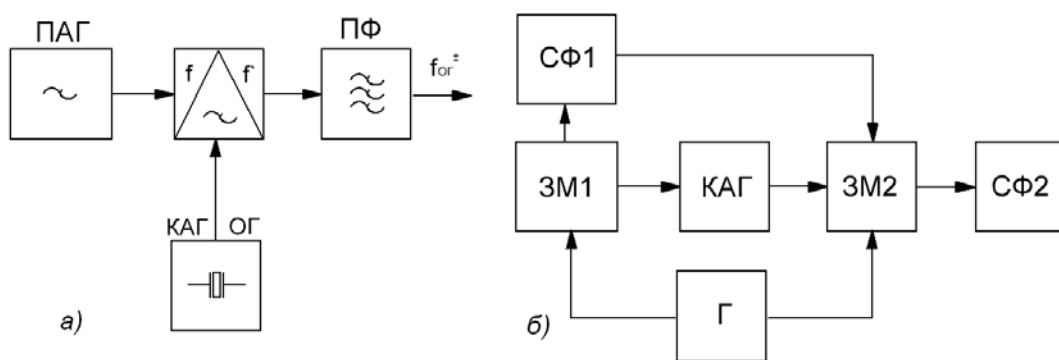 ПАГ
ПФ
f
f'
fог±
КАГ ОГ
а)
СФ1
ЗМ1
КАГ
ЗМ2
СФ2
Г
б)